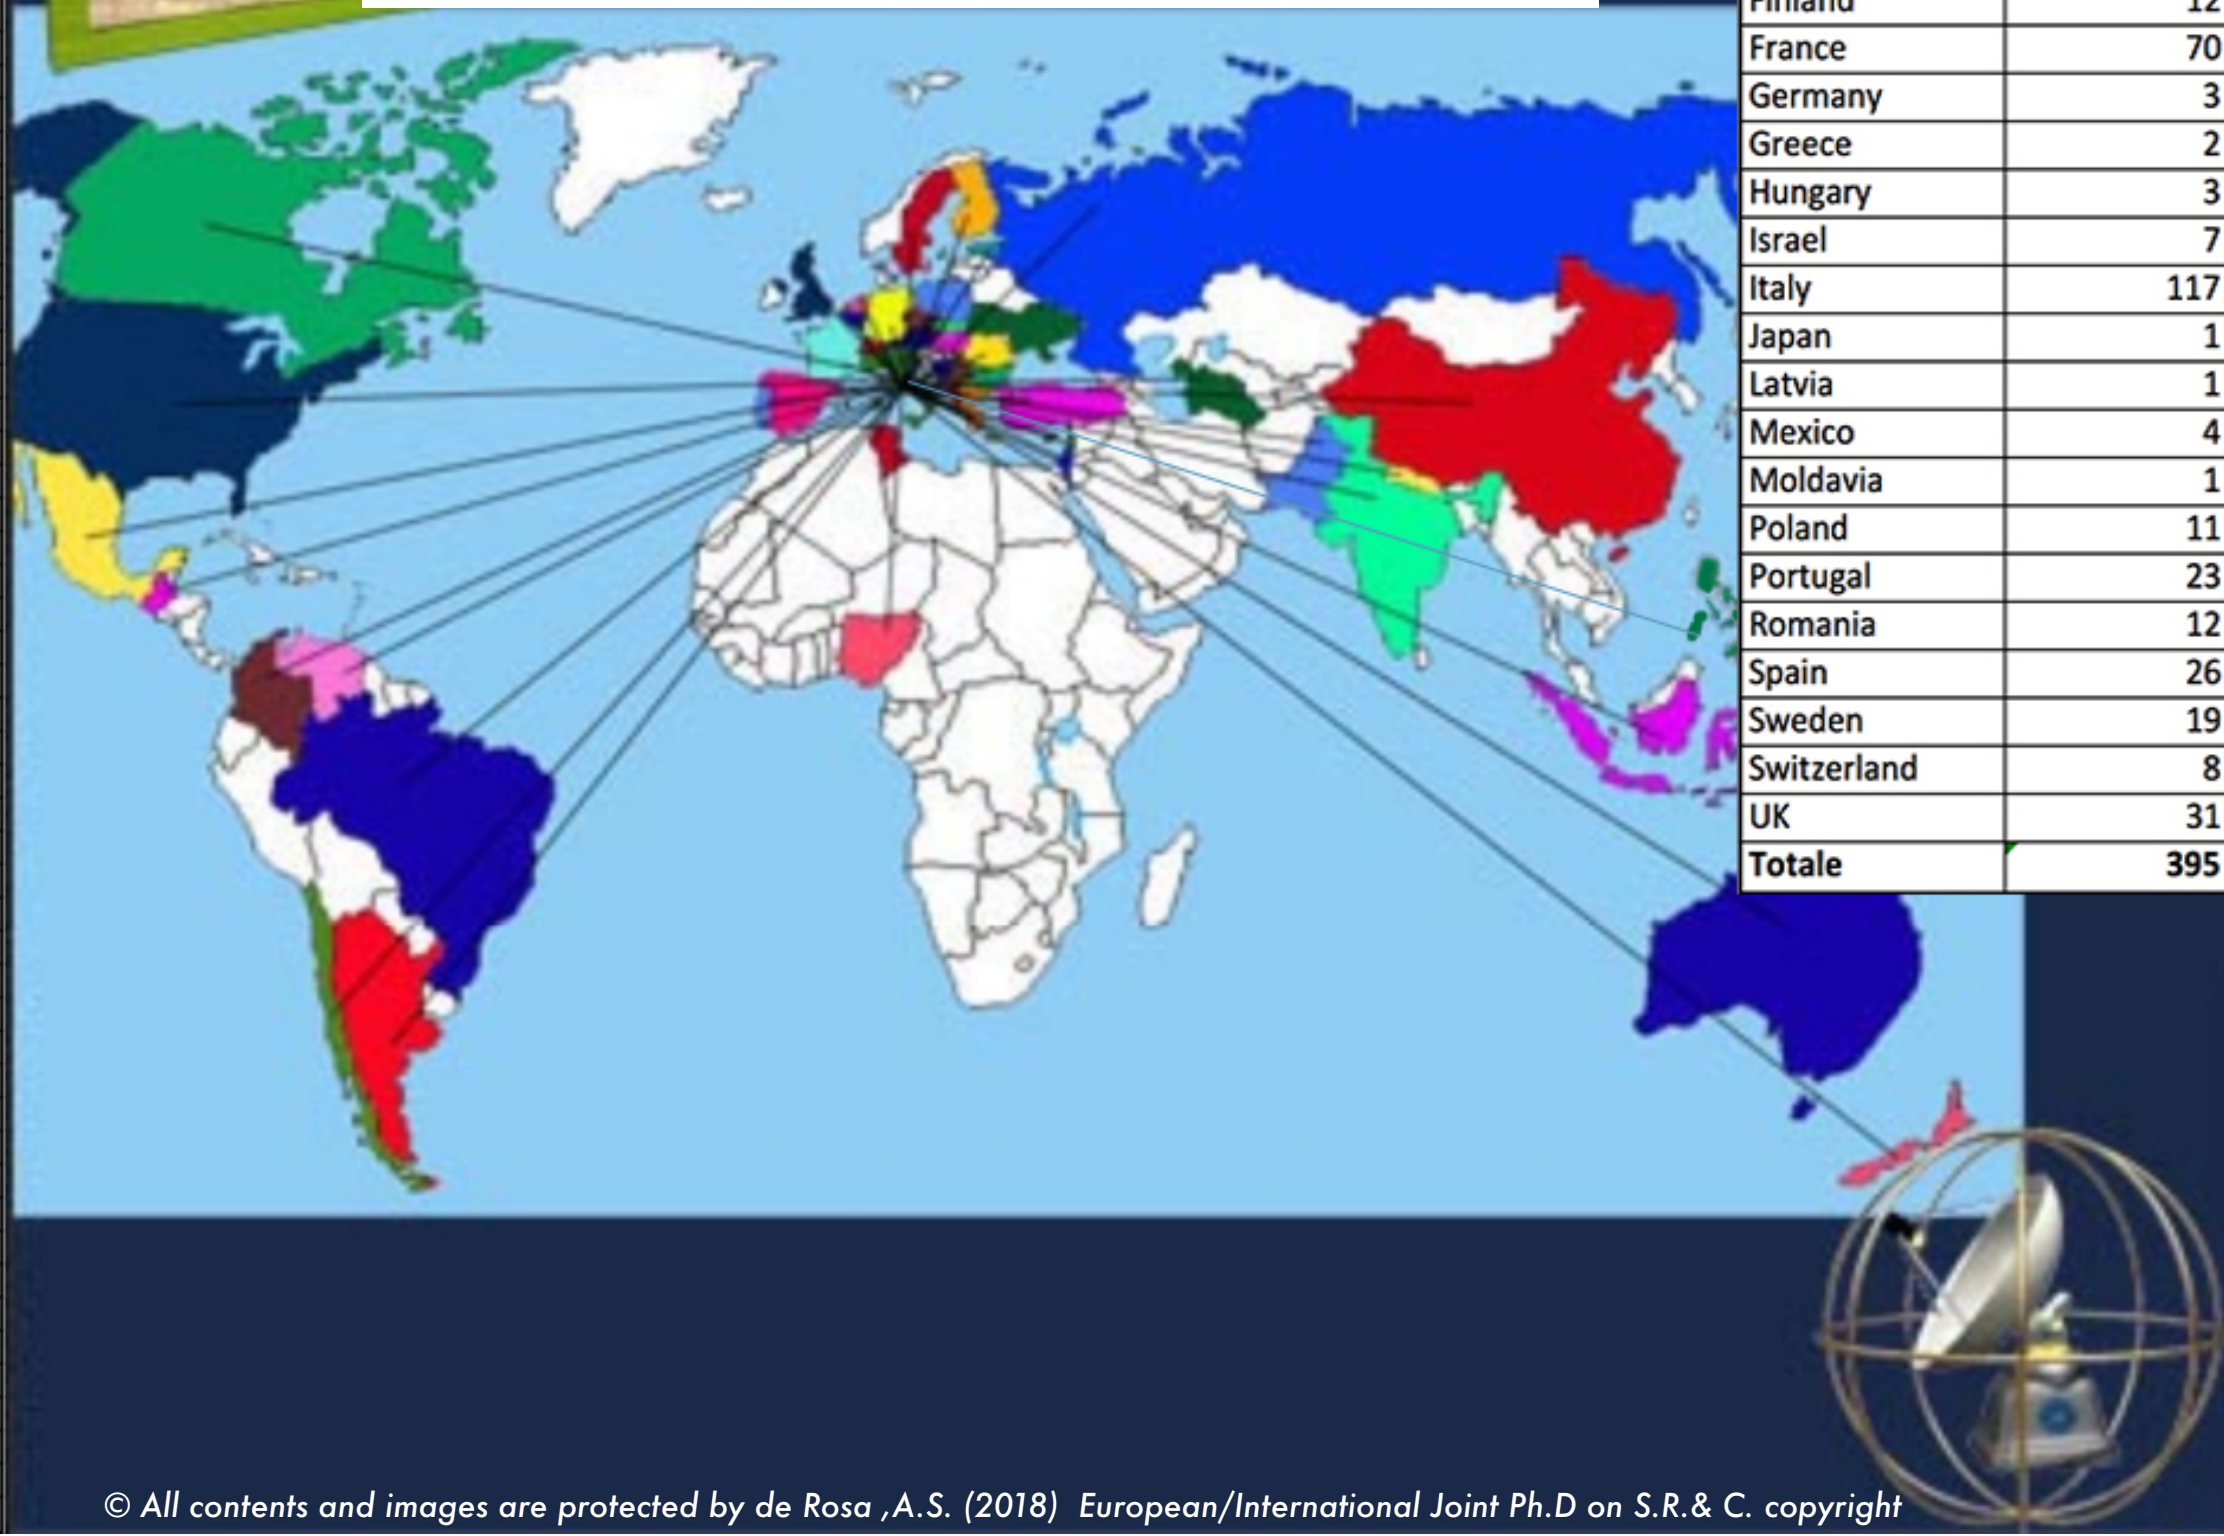 Finland 12
France 70
Germany 3
Greece 2
Hungary 3
Israel 7
Italy 117
Japan 1
Latvia 1
Mexico 4
Moldavia 1
Poland 11
Portugal 23
Romania 12
Spain 26
Sweden 19
Switzerland 8
UK 31
Totale 395
© All contents and images are protected by de Rosa ,A.S. (2018) European/International Joint Ph.D on S.R.& C. copyright